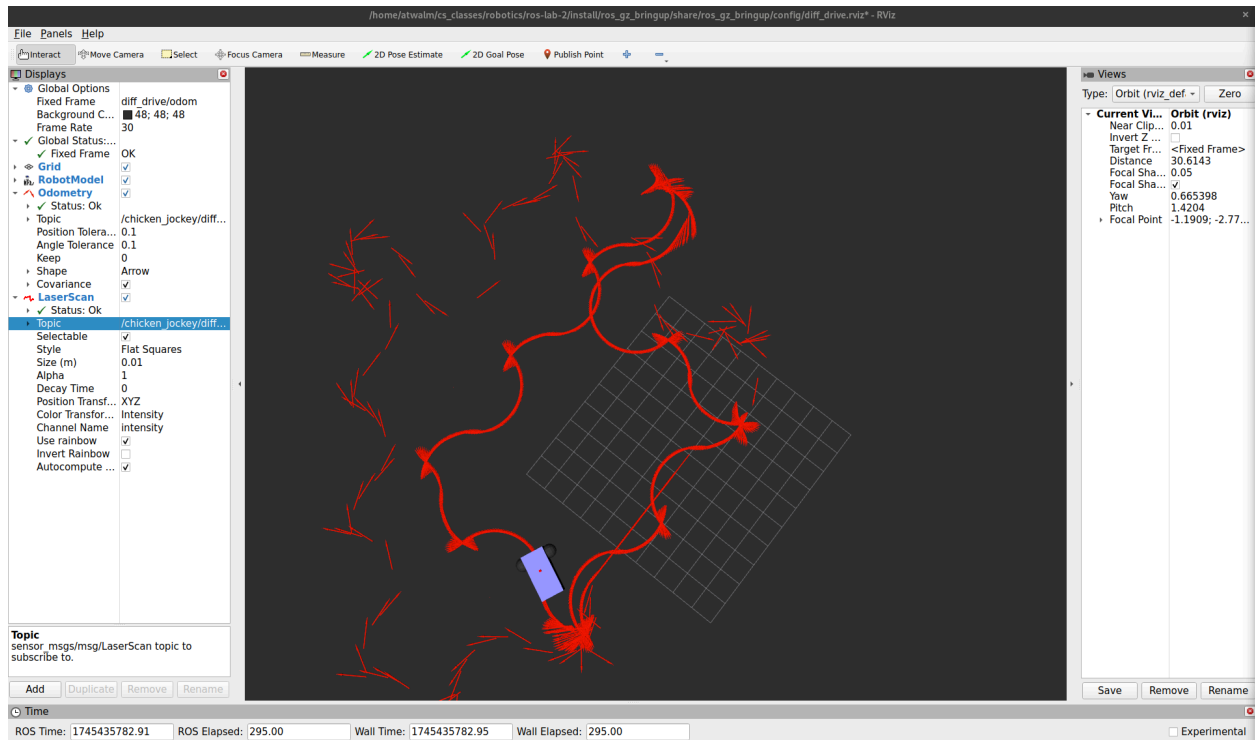 /home/atwalm/cs_classes/robotics/ros-lab-2/install/ros_gz_bringup/share/ros_gz_bringup/config/diff_drive.rviz* - RViz
File Panels Help
Interact Move Camera Select Focus Camera Measure 2D Pose Estimate 2D Goal Pose Publish Point
Displays
Global Options
Fixed Frame diff_drive/odom
Background C... 48; 48; 48
Frame Rate 30
Global Status:...
Fixed Frame OK
Grid
RobotModel
Odometry
Status: Ok
Topic /chicken_jockey/diff...
Position Tolera... 0.1
Angle Tolerance 0.1
Keep 0
Shape Arrow
Covariance
LaserScan
Status: Ok
Topic /chicken_jockey/diff...
Selectable
Style Flat Squares
Size (m) 0.01
Alpha 1
Decay Time 0
Position Transf... XYZ
Color Transfor... Intensity
Channel Name intensity
Use rainbow
Invert Rainbow
Autocompute ...
Topic
sensor_msgs/msg/LaserScan topic to
subscribe to.
Add Duplicate Remove Rename
Views
Type: Orbit (rviz_def Zero
Current Vi... Orbit (rviz)
Near Clip... 0.01
Invert Z ...
Target Fr... <Fixed Frame>
Distance 30.6143
Focal Sha... 0.05
Focal Sha...
Yaw 0.665398
Pitch 1.4204
Focal Point -1.1909; -2.77...
Save Remove Rename
Time
ROS Time: 1745435782.91 ROS Elapsed: 295.00 Wall Time: 1745435782.95 Wall Elapsed: 295.00 Experimental